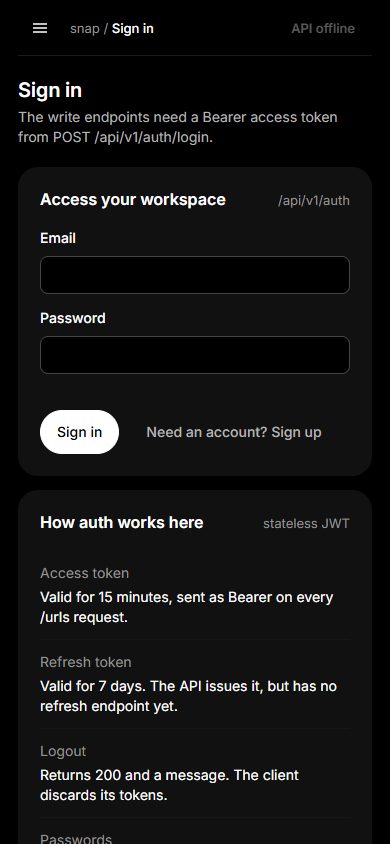 snap / Sign in
API offline
Sign in
The write endpoints need a Bearer access token
from POST /api/v1/auth/login.
Access your workspace
/api/v1/auth
Email
Password
Sign in
Need an account? Sign up
How auth works here
stateless JWT
Access token
Valid for 15 minutes, sent as Bearer on every
/urls request.
Refresh token
Valid for 7 days. The API issues it, but has no
refresh endpoint yet.
Logout
Returns 200 and a message. The client
discards its tokens.
Passwords